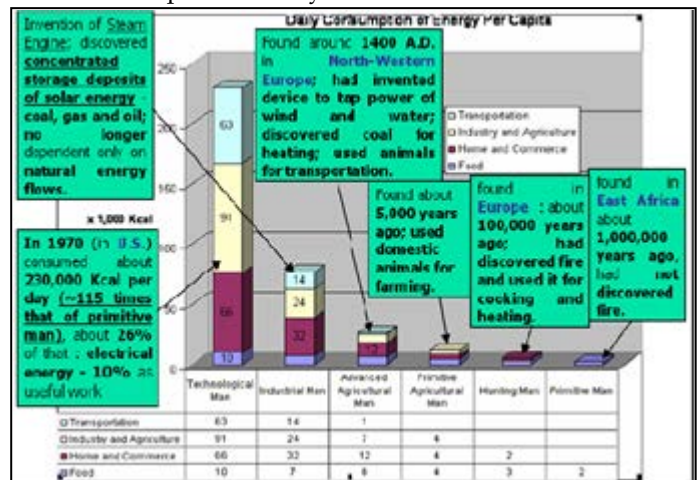 Daily Consumption of Energy Per Capita
Invention of Steam
Engine; discovered
concentrated
storage deposits
of solar energy -
coal, gas and oil;
no longer
dependent only on
natural energy
flows.
Found around 1400 A.D.
in North-Western
Europe; had invented
device to tap power of
wind and water;
discovered coal for
heating; used animals
for transportation.
Transportation
Industry and Agriculture
Home and Commerce
Food
Found about
5,000 years
ago; used
domestic
animals for
farming.
found in
Europe : about
100,000 years
ago; had
discovered fire
and used it for
cooking and
heating.
found in
East Africa
about
1,000,000
years ago,
had not
discovered
fire.
x 1,000 Kcal
In 1970 (in U.S.)
consumed about
230,000 Kcal per
day (~115 times
that of primitive
man), about 26%
of that : electrical
energy - 10% as
useful work
250
200
150
100
50
0
63
91
66
10
14
24
32
12
Technological Man
Industrial Man
Advanced Agricultural Man
Primitive Agricultural Man
Hunting Man
Primitive Man
Transportation 63 14 1
Industry and Agriculture 91 24 7 4
Home and Commerce 66 32 12 4 2
Food 10 7 6 4 3 2